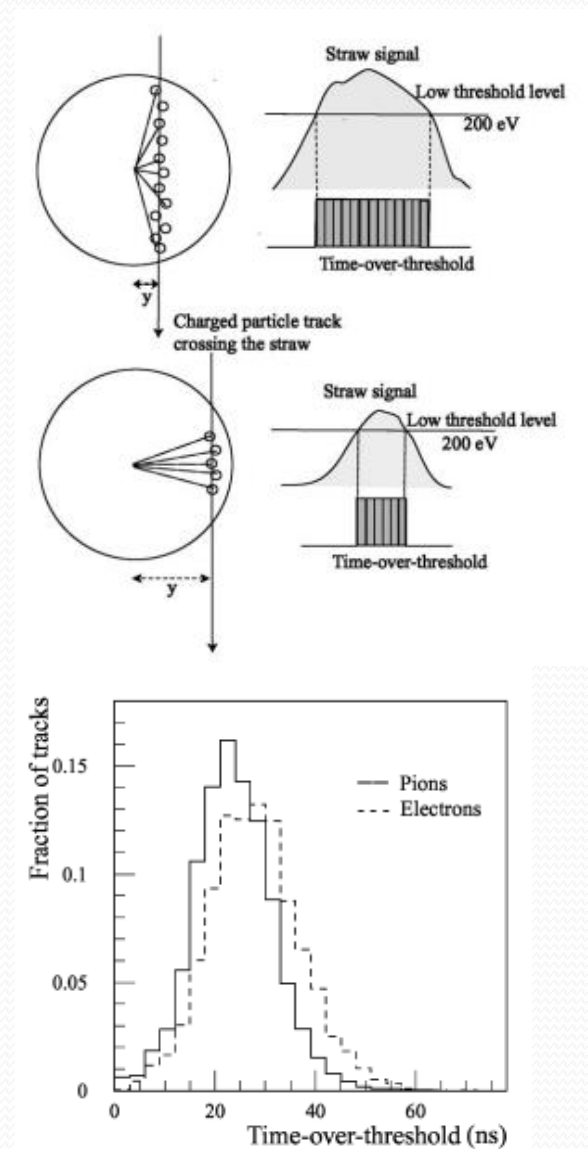 Straw signal
Low threshold level
200 eV
Time-over-threshold
y
Charged particle track
crossing the straw
Straw signal
Low threshold level
200 eV
Time-over-threshold
y
Fraction of tracks
0.15
0.1
0.05
0
Pions
Electrons
0 20 40 60
Time-over-threshold (ns)